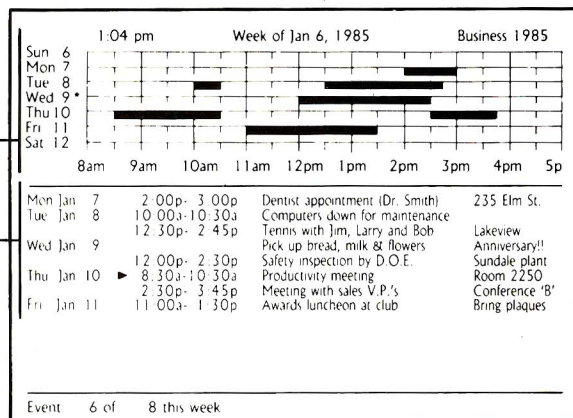 1:04 pm Week of Jan 6, 1985 Business 1985
Sun 6
Mon 7
Tue 8
Wed 9 *
Thu 10
Fri 11
Sat 12
8am 9am 10am 11am 12pm 1pm 2pm 3pm 4pm 5p
Mon Jan 7 2:00p- 3:00p Dentist appointment (Dr. Smith) 235 Elm St.
Tue Jan 8 10:00a-10:30a Computers down for maintenance
12:30p- 2:45p Tennis with Jim, Larry and Bob Lakeview
Wed Jan 9 Pick up bread, milk & flowers Anniversary!!
12:00p- 2:30p Safety inspection by D.O.E. Sundale plant
Thu Jan 10 ► 8:30a-10:30a Productivity meeting Room 2250
2:30p- 3:45p Meeting with sales V.P.'s Conference 'B'
Fri Jan 11 11:00a- 1:30p Awards luncheon at club Bring plaques
Event 6 of 8 this week